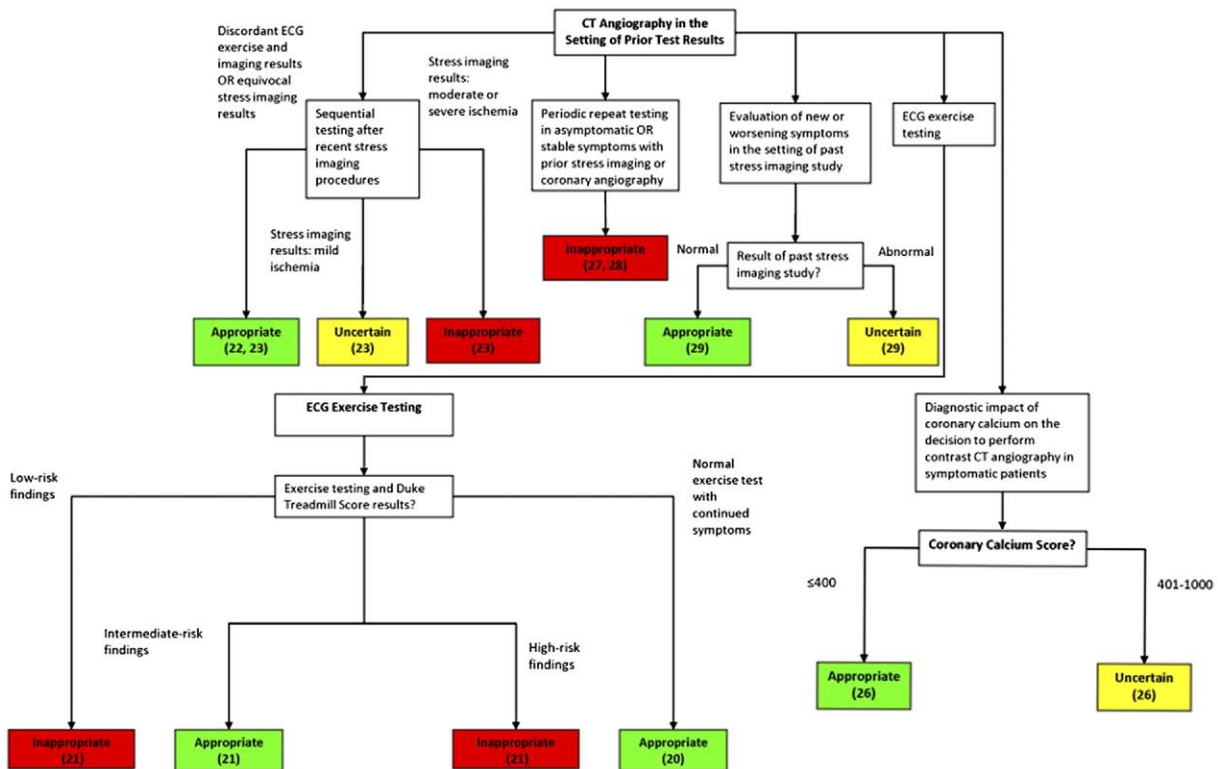 CT Angiography in the
Setting of Prior Test Results
Discordant ECG
exercise and
imaging results
OR equivocal
stress imaging
results
Stress imaging
results:
moderate or
severe ischemia
Sequential
testing after
recent stress
imaging
procedures
Periodic repeat testing
in asymptomatic OR
stable symptoms with
prior stress imaging or
coronary angiography
Evaluation of new or
worsening symptoms
in the setting of past
stress imaging study
ECG exercise
testing
Stress imaging
results: mild
ischemia
Inappropriate
(27, 28)
Normal
Result of past stress
imaging study?
Abnormal
Appropriate
(22, 23)
Uncertain
(23)
Inappropriate
(23)
Appropriate
(29)
Uncertain
(29)
ECG Exercise Testing
Diagnostic impact of
coronary calcium on the
decision to perform
contrast CT angiography in
symptomatic patients
Low-risk
findings
Exercise testing and Duke
Treadmill Score results?
Normal
exercise test
with
continued
symptoms
Coronary Calcium Score?
≤400
401-1000
Intermediate-risk
findings
High-risk
findings
Appropriate
(26)
Uncertain
(26)
Inappropriate
(21)
Appropriate
(21)
Inappropriate
(21)
Appropriate
(20)